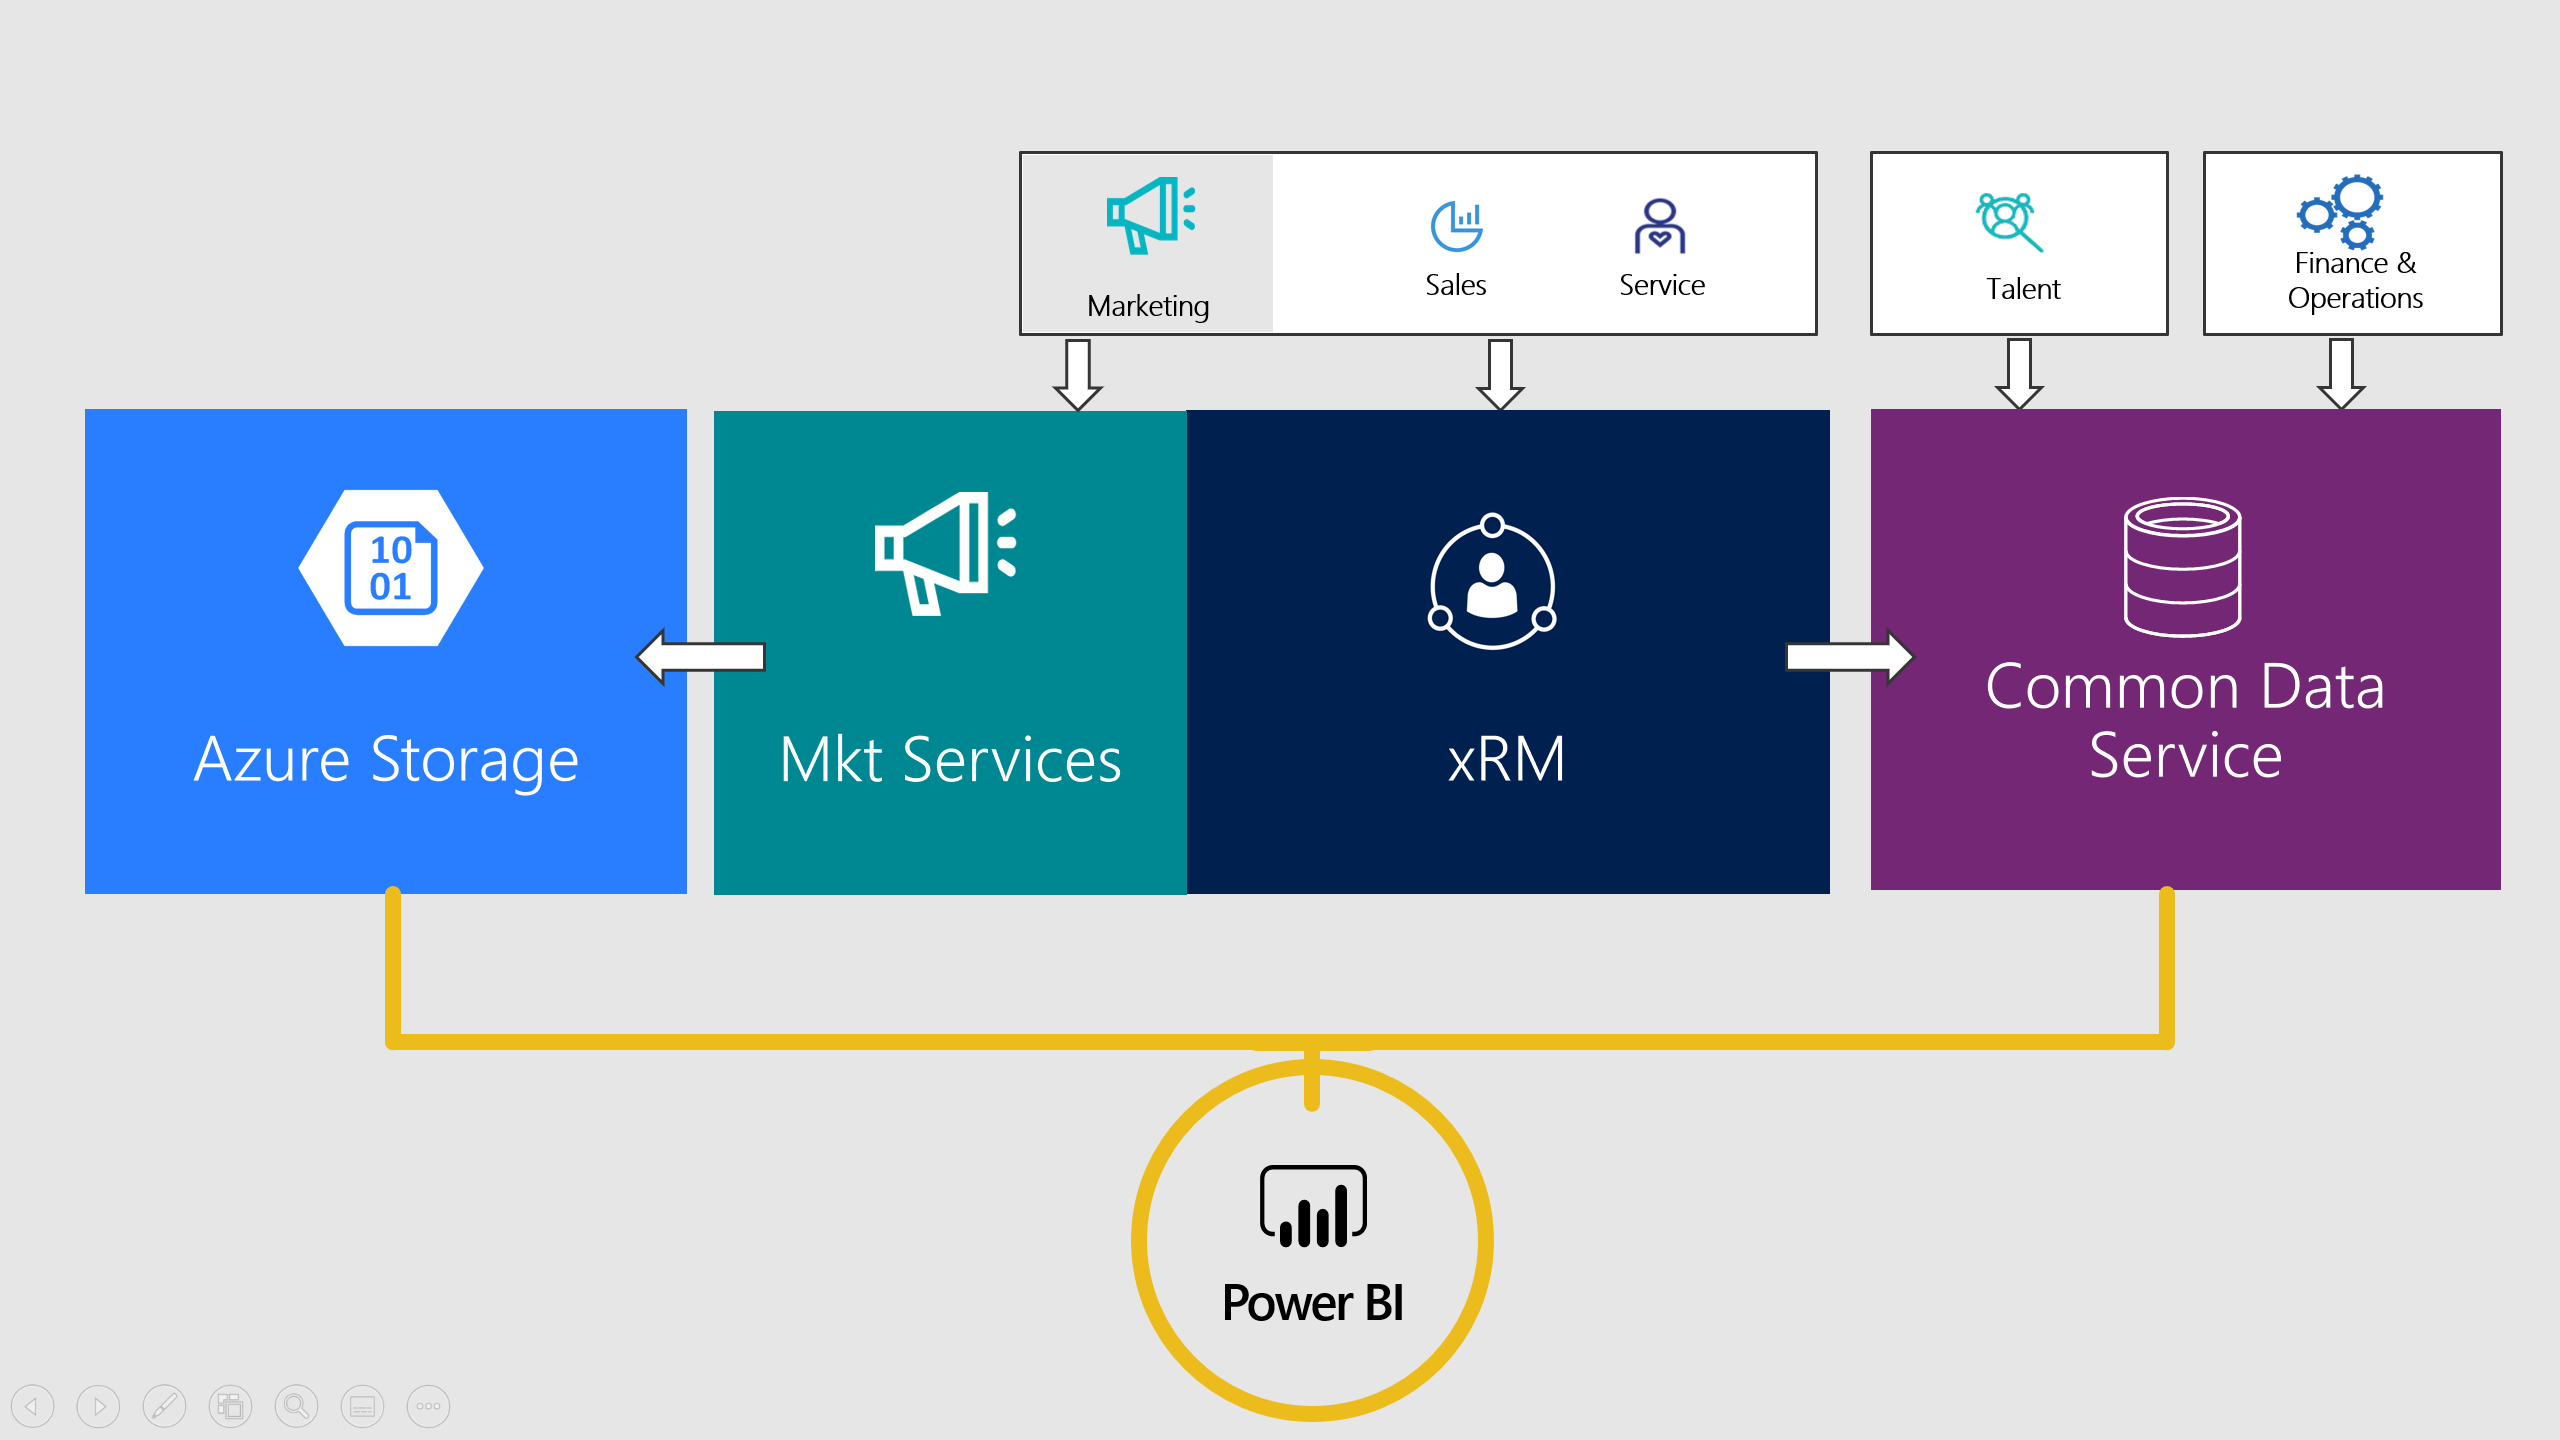 Marketing
Sales
Service
Talent
Finance &
Operations
10
01
Azure Storage
Mkt Services
xRM
Common Data
Service
Power BI